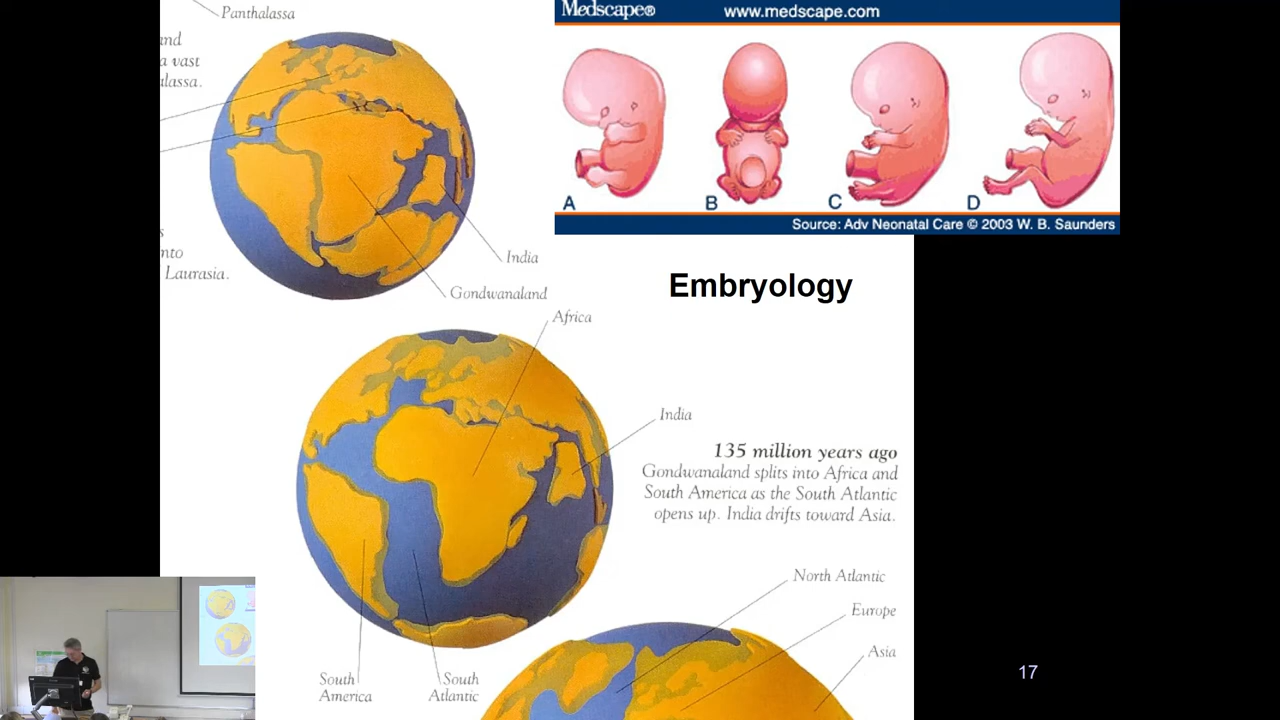 Panthalassa
and
a vast
alassa.
s
nto
Laurasia.
India
Gondwanaland
Medscape® www.medscape.com
A B C D
Source: Adv Neonatal Care © 2003 W. B. Saunders
Embryology
Africa
India
135 million years ago
Gondwanaland splits into Africa and
South America as the South Atlantic
opens up. India drifts toward Asia.
South
America
South
Atlantic
North Atlantic
Europe
Asia
17